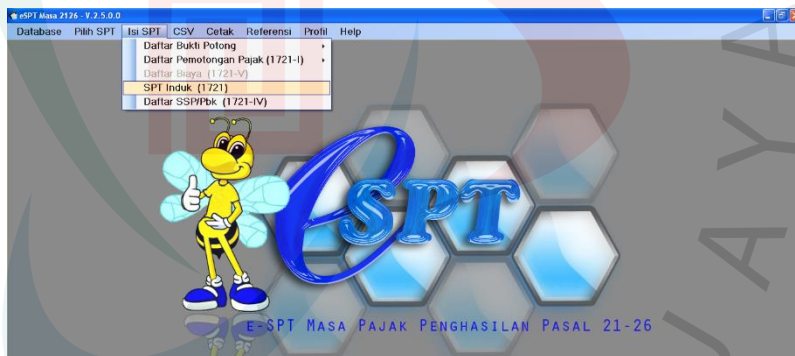 eSPT Masa 2126 - V.2.5.0.0
Database Pilih SPT Isi SPT CSV Cetak Referensi Profil Help
Daftar Bukti Potong
Daftar Pemotongan Pajak (1721-I)
Daftar Biaya (1721-V)
SPT Induk (1721)
Daftar SSP/Pbk (1721-IV)
eSPT
E-SPT MASA PAJAK PENGHASILAN PASAL 21-26
JAYA